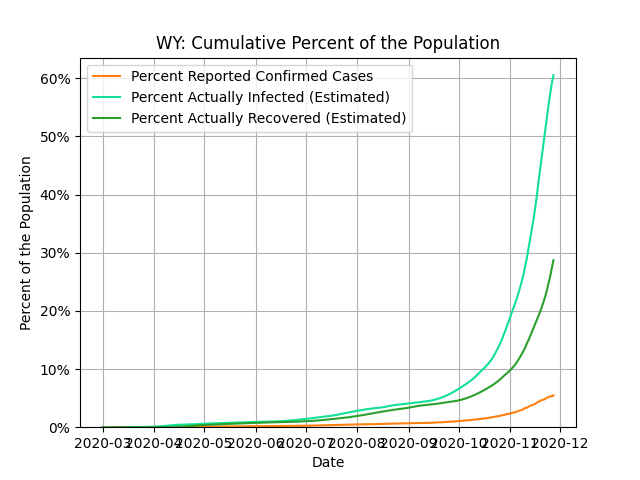 WY: Cumulative Percent of the Population
Percent Reported Confirmed Cases
Percent Actually Infected (Estimated)
Percent Actually Recovered (Estimated)
60%
50%
40%
30%
20%
10%
0%
Percent of the Population
2020-03 2020-04 2020-05 2020-06 2020-07 2020-08 2020-09 2020-10 2020-11 2020-12
Date